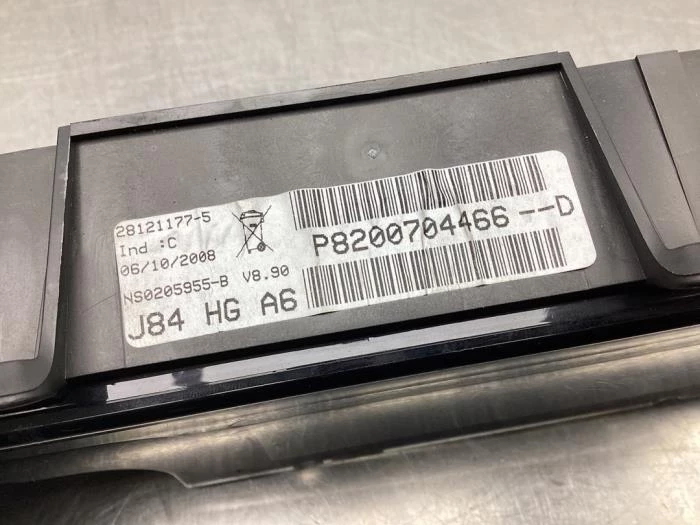 28121177-5
Ind :C
06/10/2008
NS0205955-B V8.90
J84 HG A6
P8200704466 --D